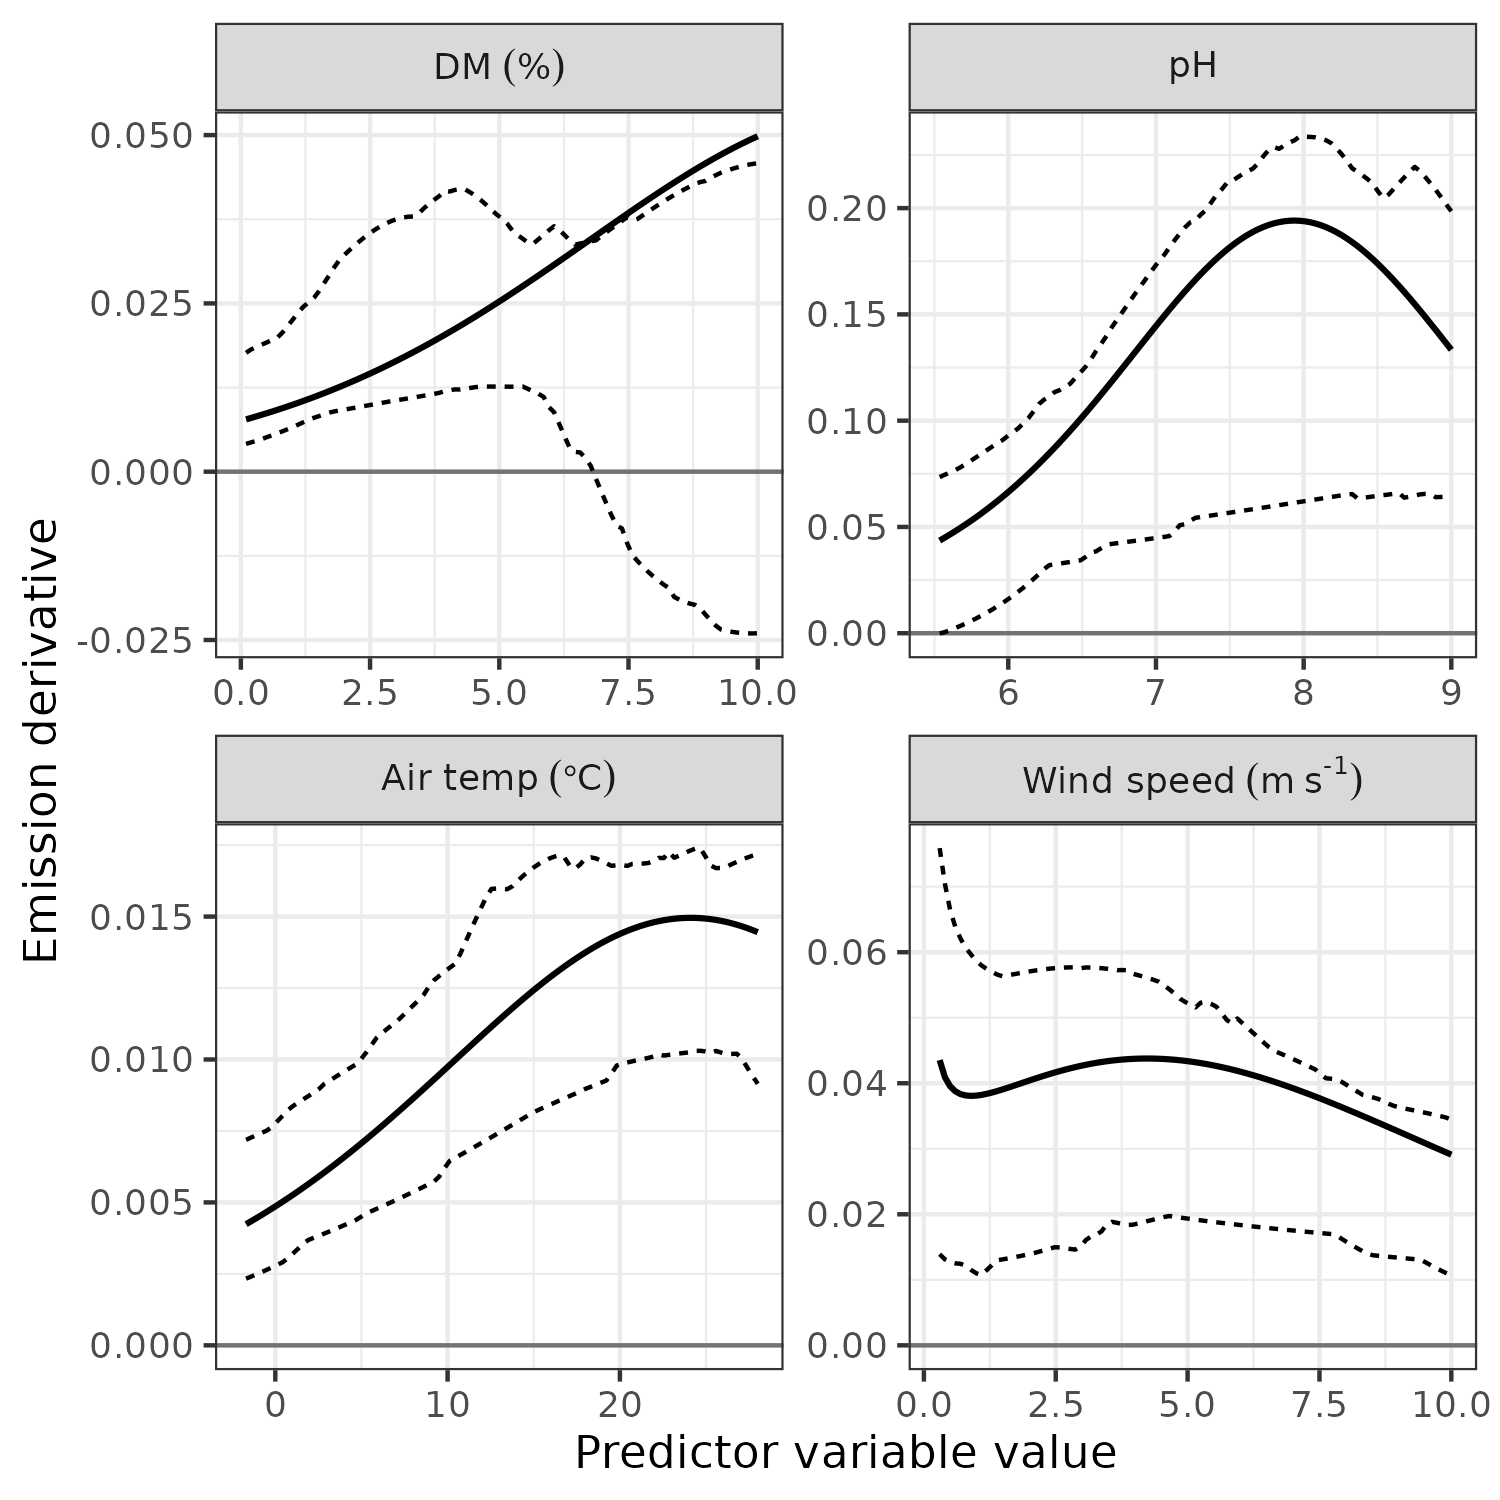 DM (%)
0.050
0.025
0.000
-0.025
0.0 2.5 5.0 7.5 10.0
pH
0.20
0.15
0.10
0.05
0.00
6 7 8 9
Air temp (°C)
0.015
0.010
0.005
0.000
0 10 20
Wind speed (m s⁻¹)
0.06
0.04
0.02
0.00
0.0 2.5 5.0 7.5 10.0
Emission derivative
Predictor variable value